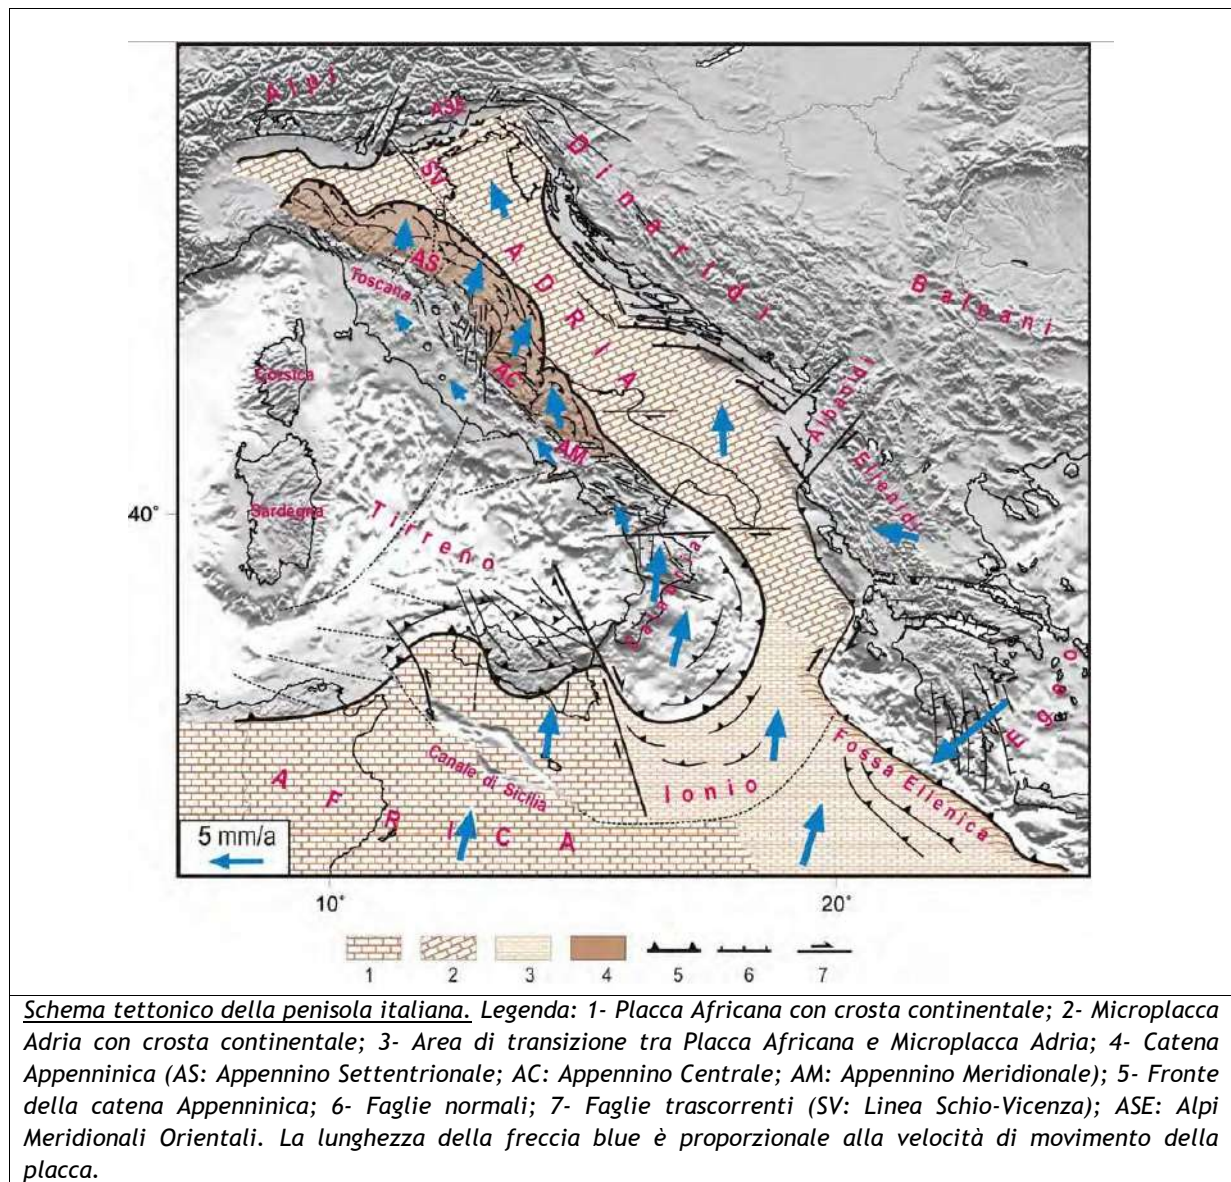 Alpi
ASE
SV
Dinaridi
ADRIA
Balcani
AS
Toscana
AC
Corsica
Albanidi
AM
Ellenidi
Sardegna
40°
Tirreno
Calabria
Egeo
Fossa Ellenica
Canale di Sicilia
Ionio
AFRICA
5 mm/a
10° 20°
1 2 3 4 5 6 7
Schema tettonico della penisola italiana. Legenda: 1- Placca Africana con crosta continentale; 2- Microplacca
Adria con crosta continentale; 3- Area di transizione tra Placca Africana e Microplacca Adria; 4- Catena
Appenninica (AS: Appennino Settentrionale; AC: Appennino Centrale; AM: Appennino Meridionale); 5- Fronte
della catena Appenninica; 6- Faglie normali; 7- Faglie trascorrenti (SV: Linea Schio-Vicenza); ASE: Alpi
Meridionali Orientali. La lunghezza della freccia blue è proporzionale alla velocità di movimento della
placca.